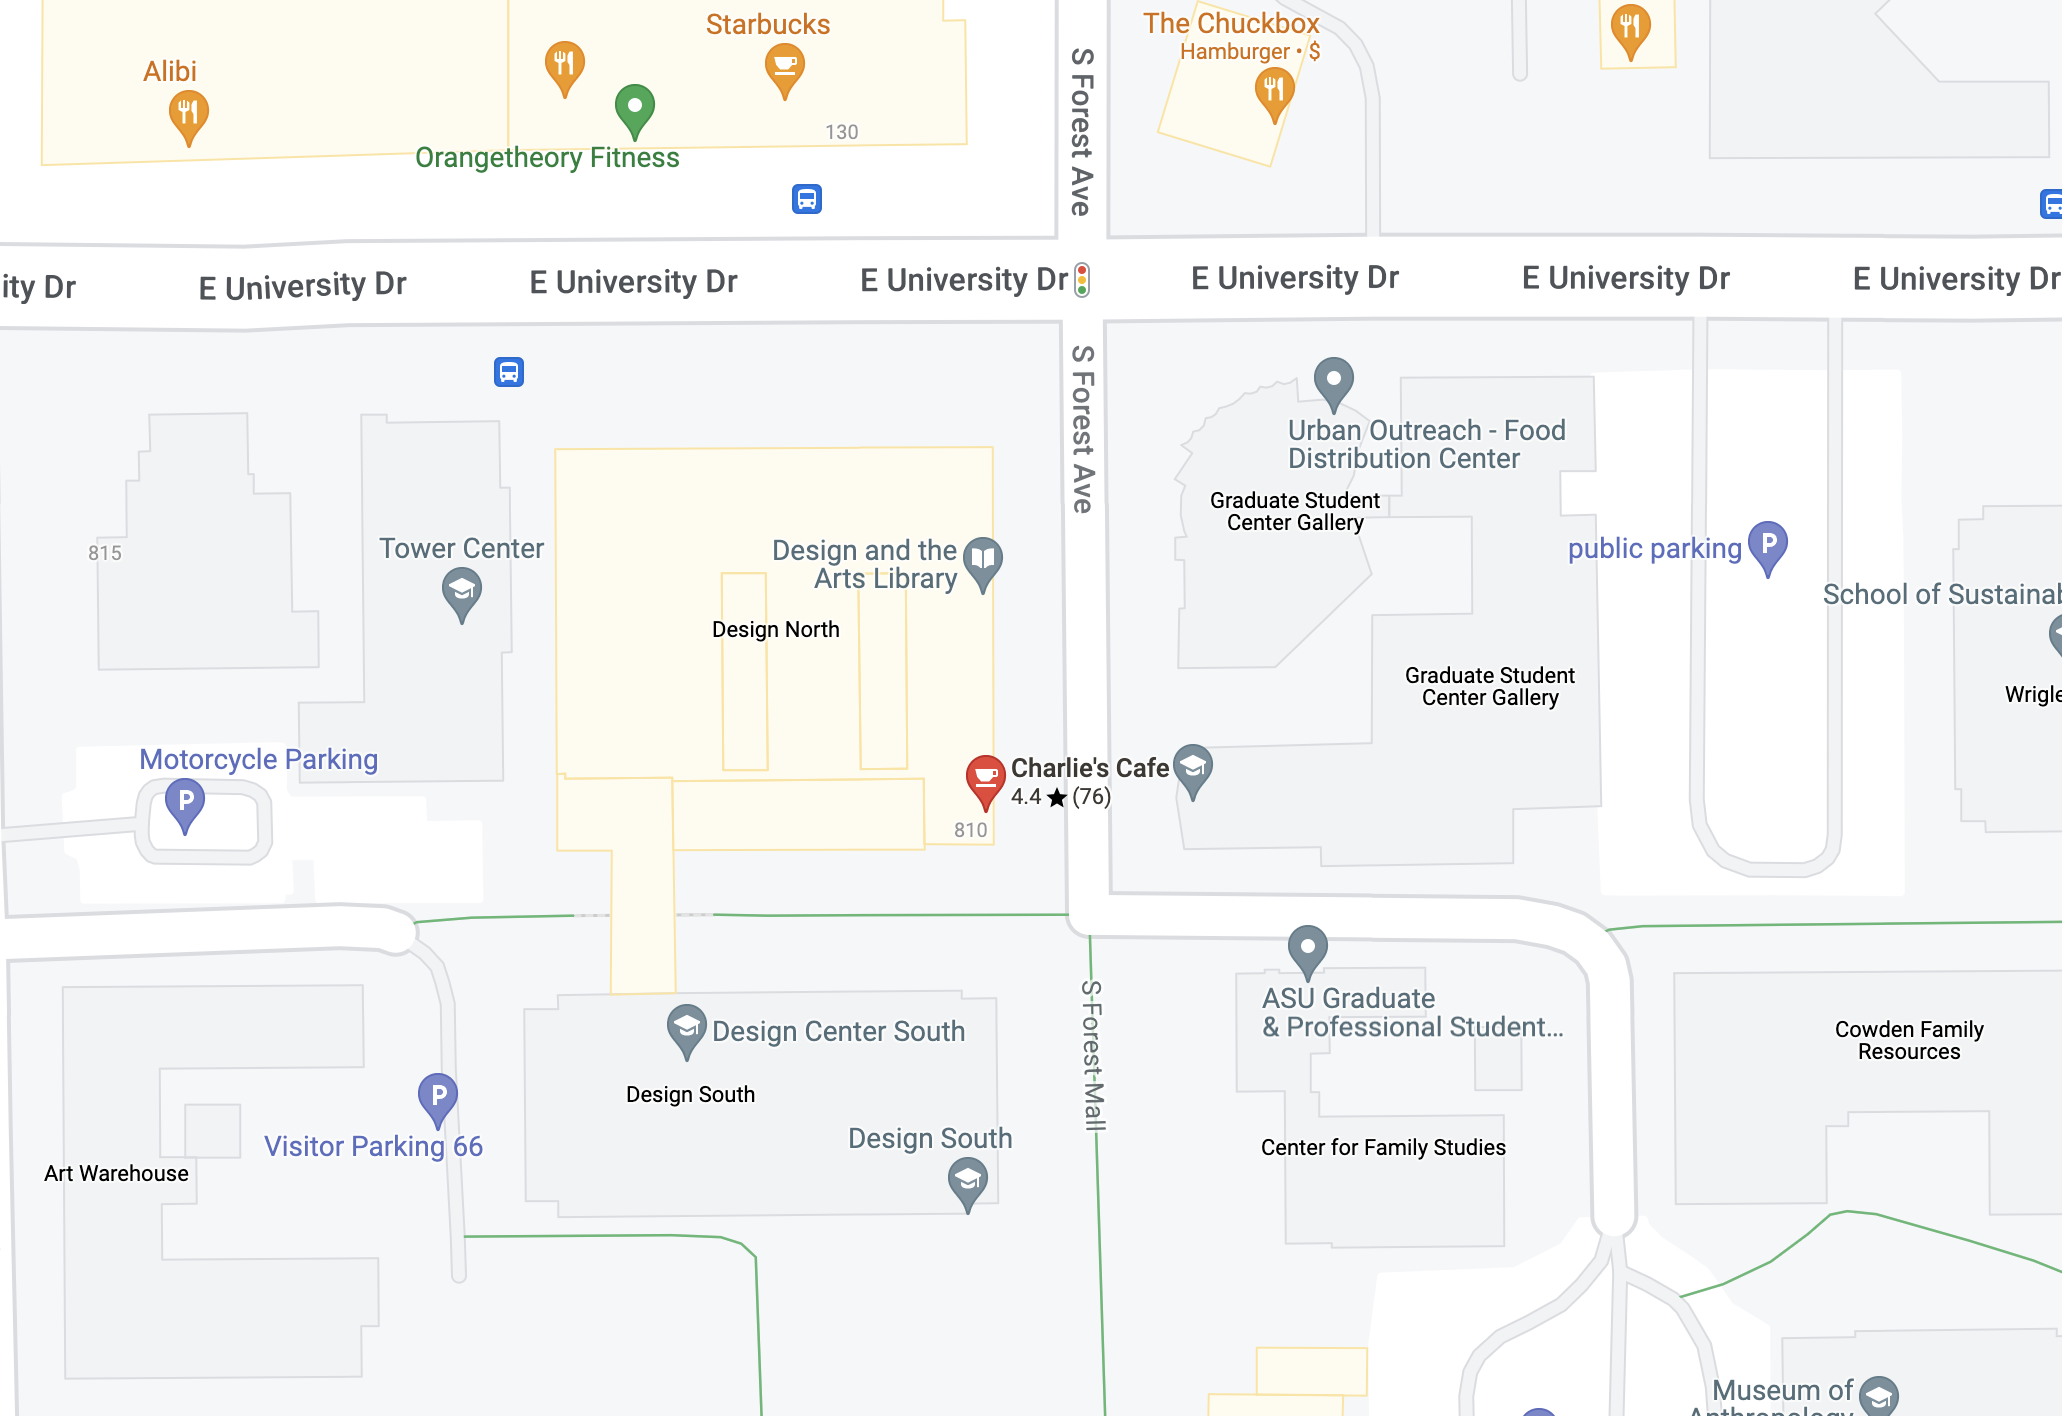 Starbucks
The Chuckbox
Hamburger • $
Alibi
130
Orangetheory Fitness
S Forest Ave
ity Dr
E University Dr
E University Dr
E University Dr
E University Dr
E University Dr
E University Dr
S Forest Ave
Urban Outreach - Food
Distribution Center
Graduate Student
Center Gallery
815
Tower Center
Design and the
Arts Library
public parking
School of Sustainab
Design North
Graduate Student
Center Gallery
Wrigle
Motorcycle Parking
P
P
Charlie's Cafe
4.4 ★ (76)
810
ASU Graduate
& Professional Student...
S Forest Mall
Design Center South
Cowden Family
Resources
Design South
P
Visitor Parking 66
Design South
Center for Family Studies
Art Warehouse
Museum of
Anthropology